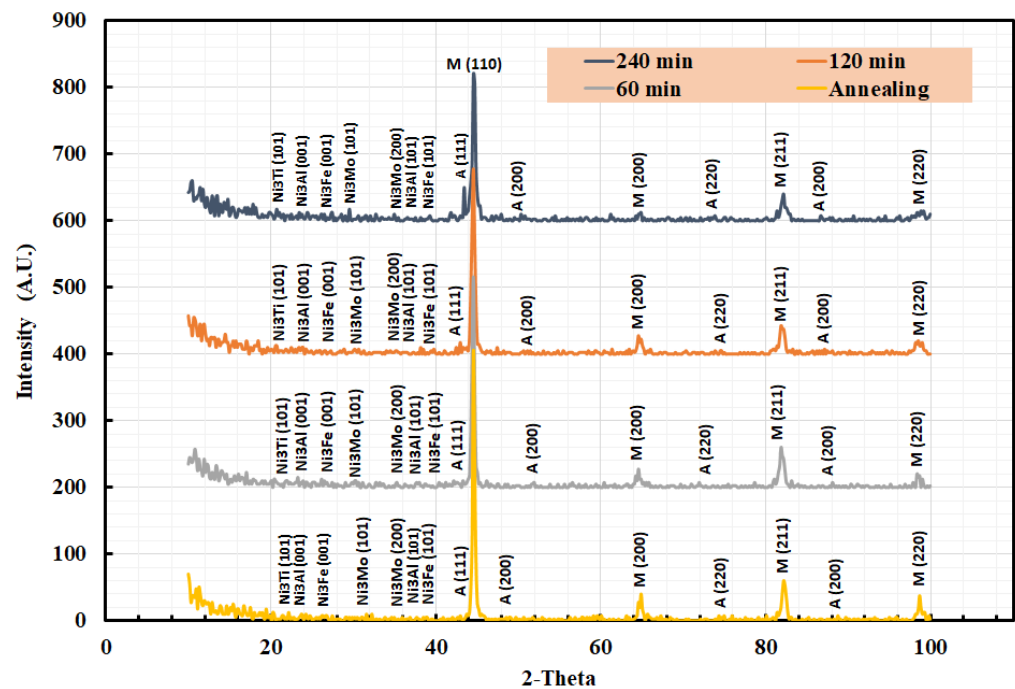 900
800
700
600
500
400
300
200
100
0
Intensity (A.U.)
0
20
40
60
80
100
2-Theta
240 min
120 min
60 min
Annealing
M (110)
Ni3Ti (101)
Ni3Al (001)
Ni3Fe (001)
Ni3Mo (101)
Ni3Mo (200)
Ni3Al (101)
Ni3Fe (101)
A (111)
A (200)
M (200)
A (220)
M (211)
A (200)
M (220)
Ni3Ti (101)
Ni3Al (001)
Ni3Fe (001)
Ni3Mo (101)
Ni3Mo (200)
Ni3Al (101)
Ni3Fe (101)
A (111)
A (200)
M (200)
A (220)
M (211)
A (200)
M (220)
Ni3Ti (101)
Ni3Al (001)
Ni3Fe (001)
Ni3Mo (101)
Ni3Mo (200)
Ni3Al (101)
Ni3Fe (101)
A (111)
A (200)
M (200)
A (220)
M (211)
A (200)
M (220)
Ni3Ti (101)
Ni3Al (001)
Ni3Fe (001)
Ni3Mo (101)
Ni3Mo (200)
Ni3Al (101)
Ni3Fe (101)
A (111)
A (200)
M (200)
A (220)
M (211)
A (200)
M (220)